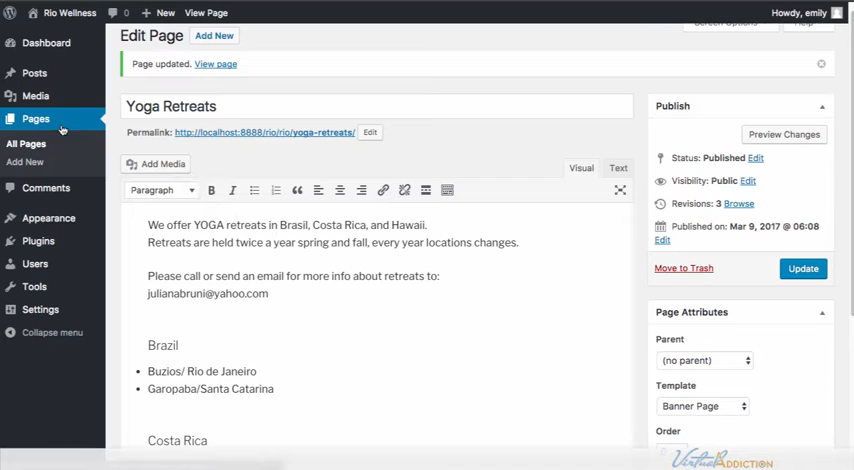 Rio Wellness
0
New
View Page
Howdy, emily
Dashboard
Posts
Media
Pages
All Pages
Add New
Comments
Appearance
Plugins
Users
Tools
Settings
Collapse menu
Edit Page
Add New
Page updated. View page
Yoga Retreats
Permalink: http://localhost:8888/rio/rio/yoga-retreats/
Edit
Add Media
Visual
Text
Paragraph
We offer YOGA retreats in Brasil, Costa Rica, and Hawaii.
Retreats are held twice a year spring and fall, every year locations changes.
Please call or send an email for more info about retreats to:
julianabruni@yahoo.com
Brazil
Buzios/ Rio de Janeiro
Garopaba/Santa Catarina
Costa Rica
Publish
Preview Changes
Status: Published Edit
Visibility: Public Edit
Revisions: 3 Browse
Published on: Mar 9, 2017 @ 06:08
Edit
Move to Trash
Update
Page Attributes
Parent
(no parent)
Template
Banner Page
Order
Virtual ADDICTION